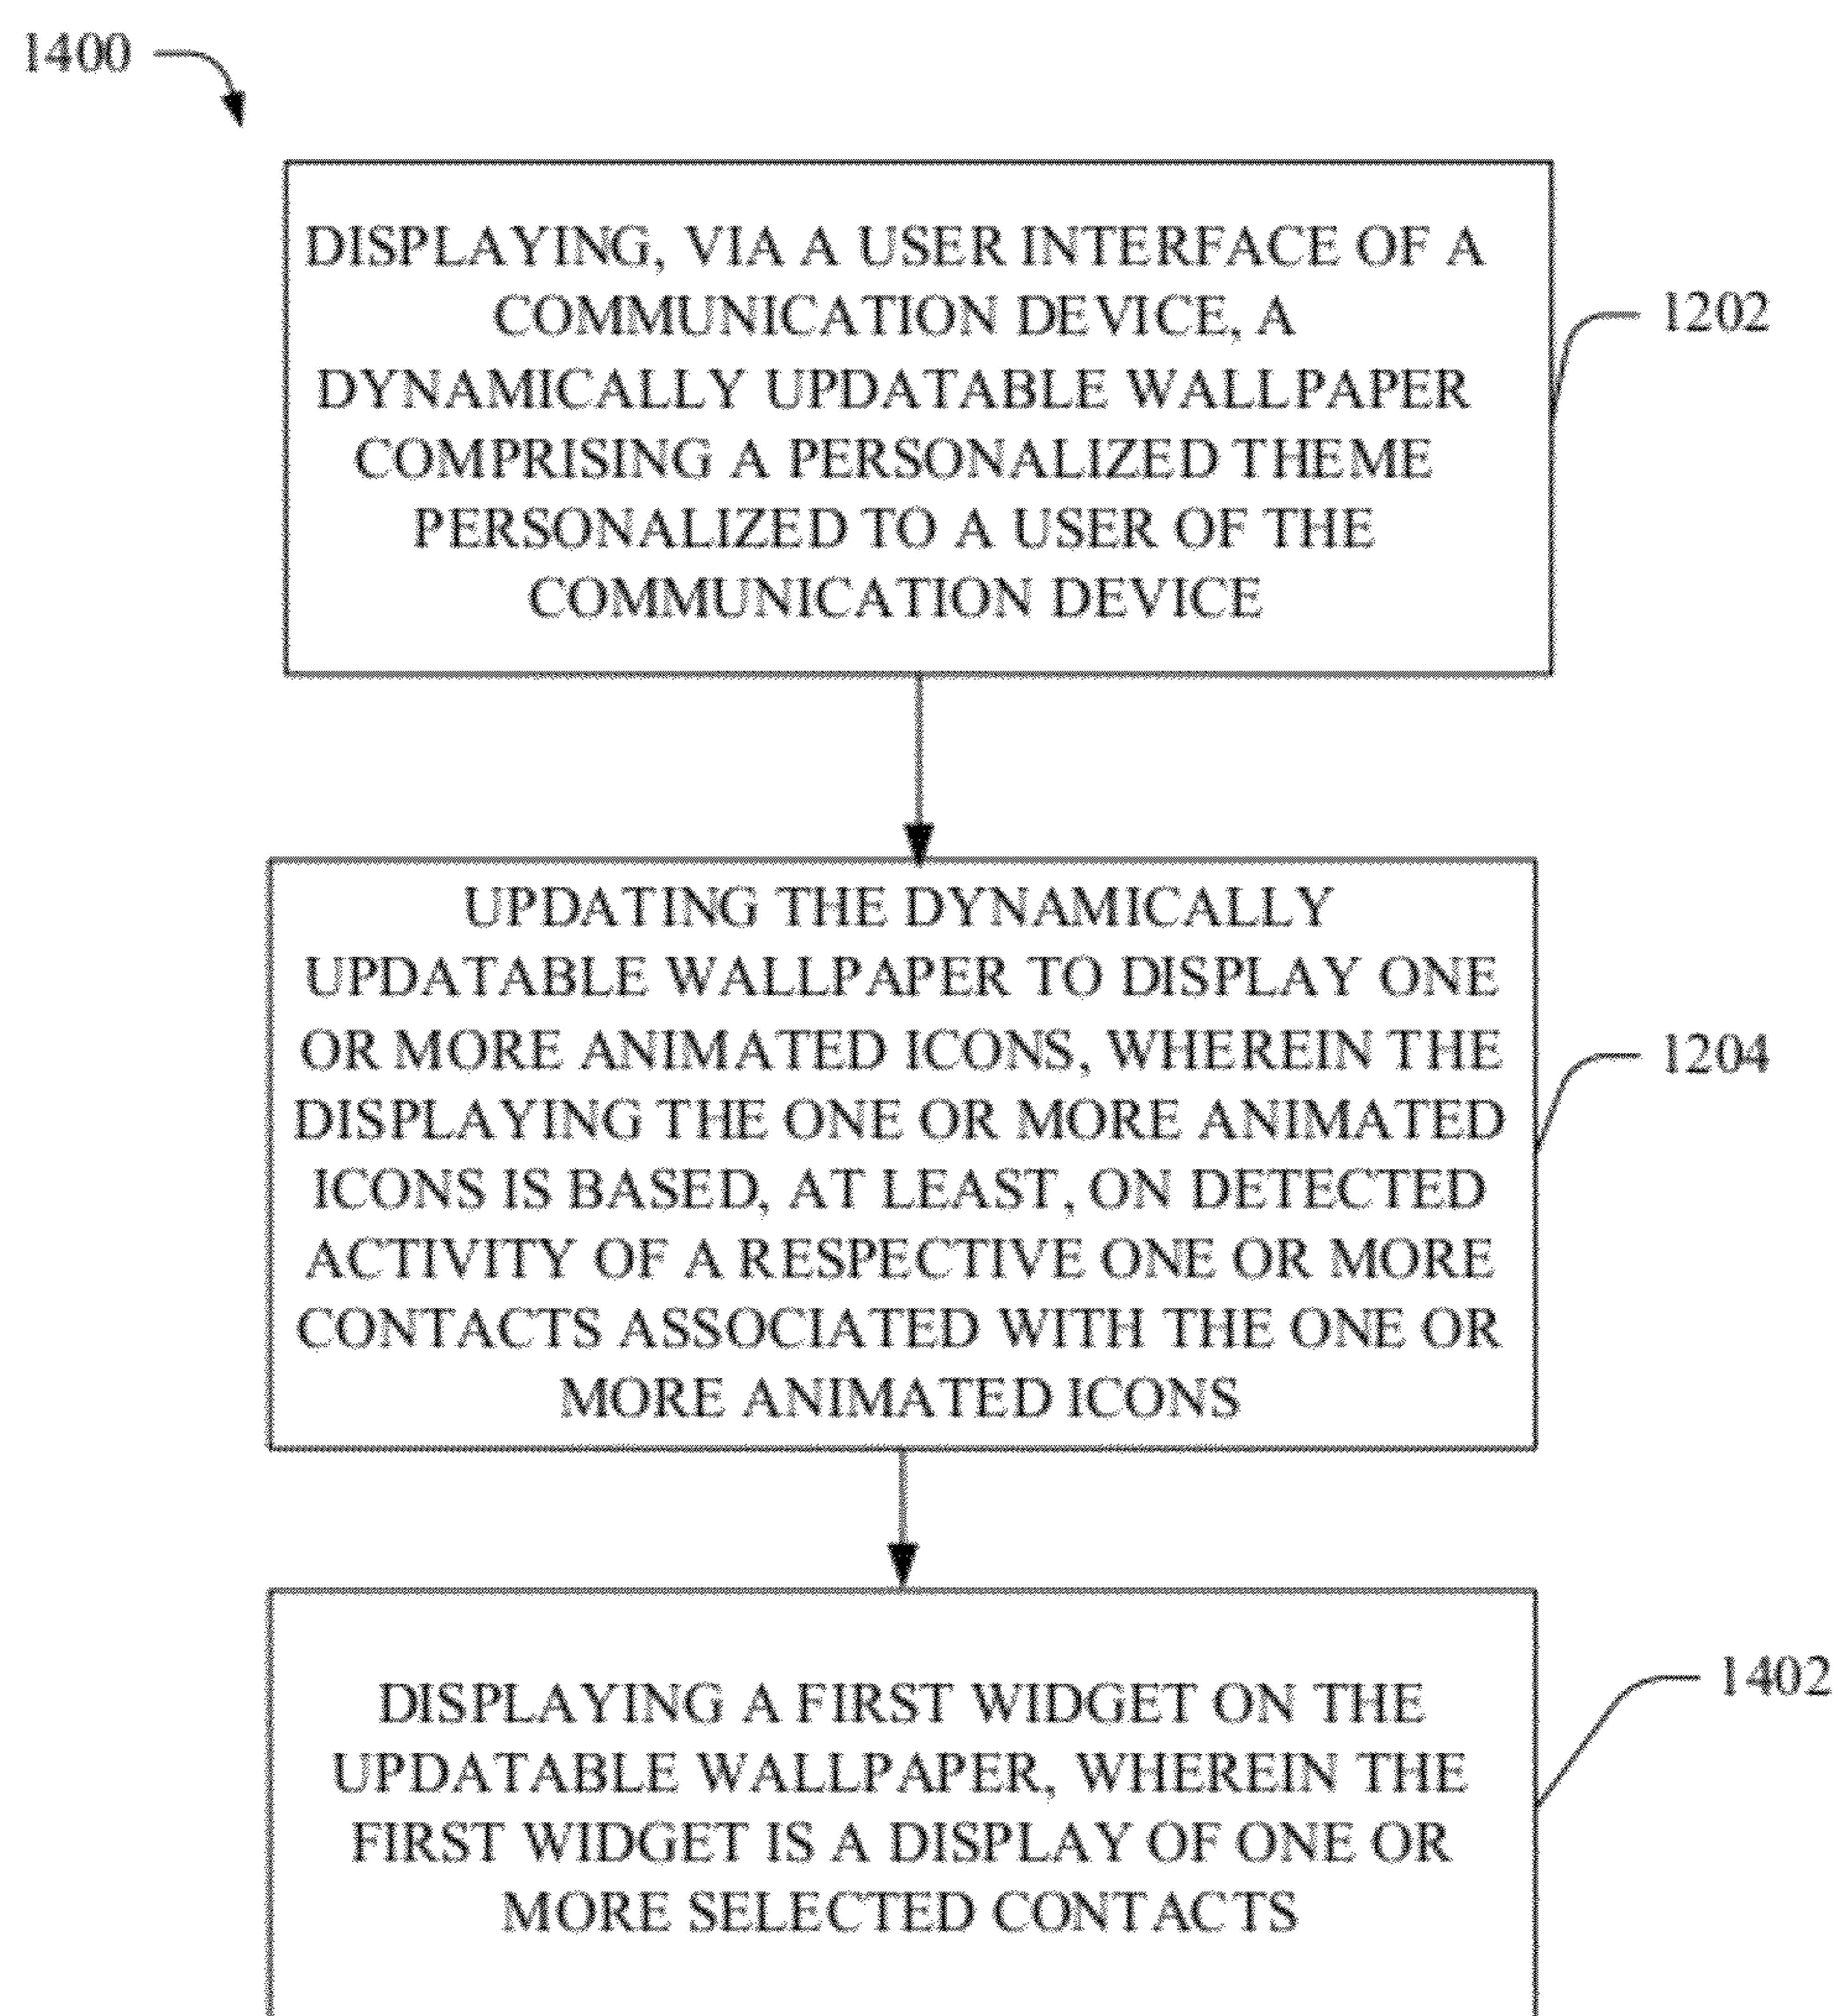 1400
DISPLAYING, VIA A USER INTERFACE OF A
COMMUNICATION DEVICE, A
DYNAMICALLY UPDATABLE WALLPAPER
COMPRISING A PERSONALIZED THEME
PERSONALIZED TO A USER OF THE
COMMUNICATION DEVICE
1202
UPDATING THE DYNAMICALLY
UPDATABLE WALLPAPER TO DISPLAY ONE
OR MORE ANIMATED ICONS, WHEREIN THE
DISPLAYING THE ONE OR MORE ANIMATED
ICONS IS BASED, AT LEAST, ON DETECTED
ACTIVITY OF A RESPECTIVE ONE OR MORE
CONTACTS ASSOCIATED WITH THE ONE OR
MORE ANIMATED ICONS
1204
DISPLAYING A FIRST WIDGET ON THE
UPDATABLE WALLPAPER, WHEREIN THE
FIRST WIDGET IS A DISPLAY OF ONE OR
MORE SELECTED CONTACTS
1402